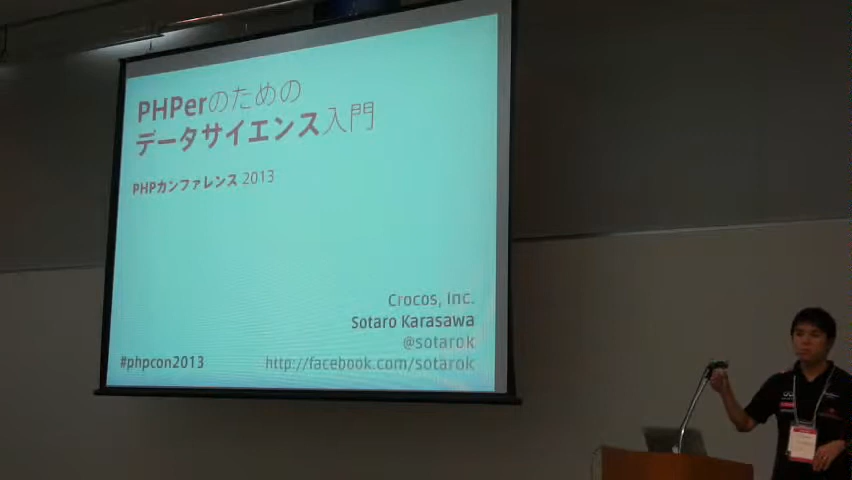 PHPerのための
データサイエンス入門
PHPカンファレンス 2013
Crocos, Inc.
Sotaro Karasawa
@sotarok
#phpcon2013
http://facebook.com/sotarok